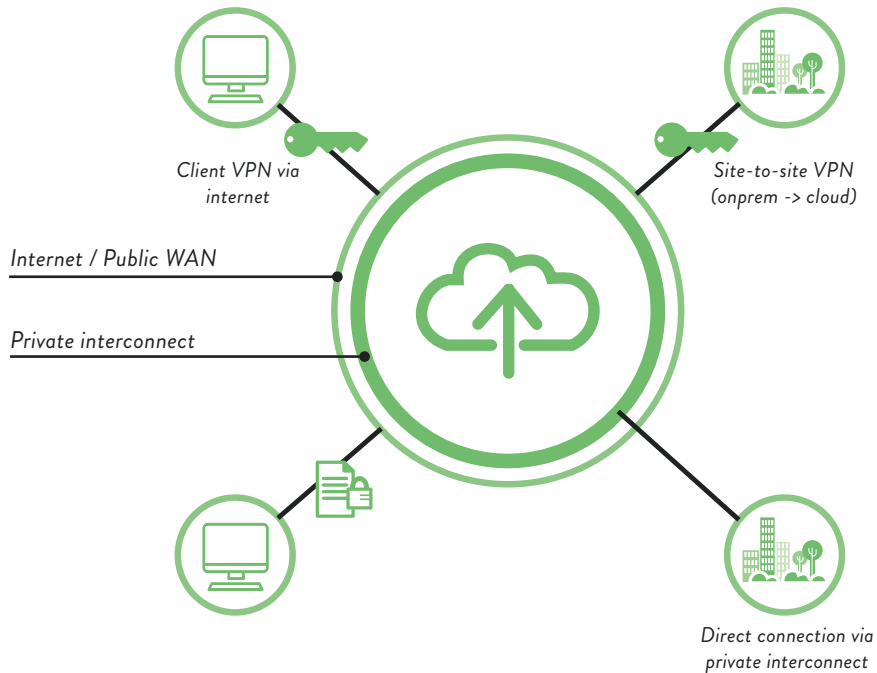 Client VPN via
internet
Site-to-site VPN
(onprem -> cloud)
Internet / Public WAN
Private interconnect
Direct connection via
private interconnect